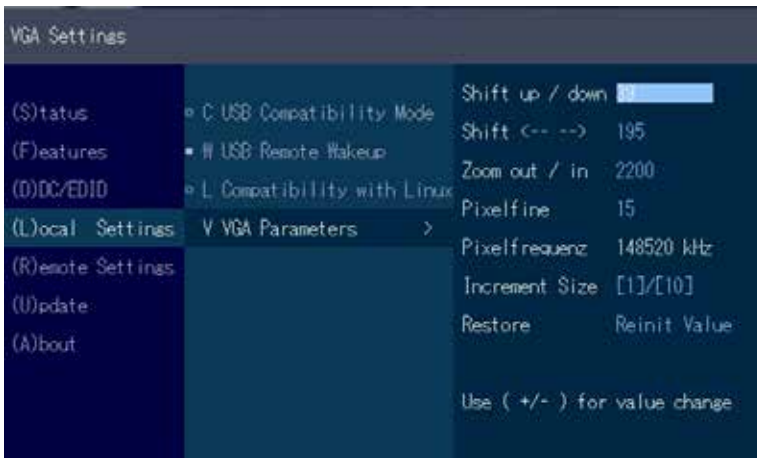 VGA Settings
(S)tatus
(F)eatures
(D)DC/EDID
(L)ocal Settings
(R)emote Settings
(U)pdate
(A)bout
C USB Compatibility Mode
W USB Remote Wakeup
L Compatibility with Linux
V VGA Parameters >
Shift up / down
Shift <-- --> 195
Zoom out / in 2200
Pixelfine 15
Pixelfrequenz 148520 kHz
Increment Size [1]/[10]
Restore Reinit Value
Use ( +/- ) for value change